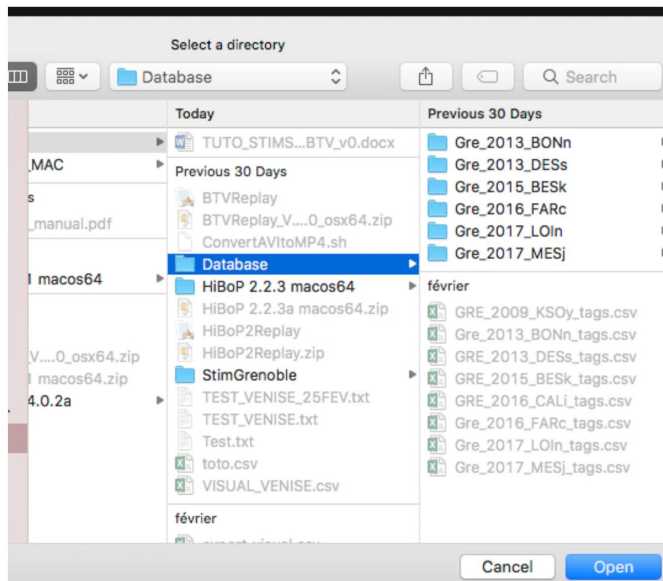 Select a directory
Database
Search
_MAC
s
_manual.pdf
1 macos64
V....0_osx64.zip
1 macos64.zip
4.0.2a
Today
TUTO_STIMS...BTV_v0.docx
Previous 30 Days
BTVReplay
BTVReplay_V....0_osx64.zip
ConvertAVItoMP4.sh
Database
HiBoP 2.2.3 macos64
HiBoP 2.2.3a macos64.zip
HiBoP2Replay
HiBoP2Replay.zip
StimGrenoble
TEST_VENISE_25FEV.txt
TEST_VENISE.txt
Test.txt
toto.csv
VISUAL_VENISE.csv
février
Previous 30 Days
Gre_2013_BONn
Gre_2013_DESs
Gre_2015_BESk
Gre_2016_FARc
Gre_2017_LOIn
Gre_2017_MESj
février
GRE_2009_KSOy_tags.csv
Gre_2013_BONn_tags.csv
GRE_2013_DESs_tags.csv
GRE_2015_BESk_tags.csv
GRE_2016_CALi_tags.csv
Gre_2016_FARc_tags.csv
Gre_2017_LOIn_tags.csv
Gre_2017_MESj_tags.csv
Cancel
Open